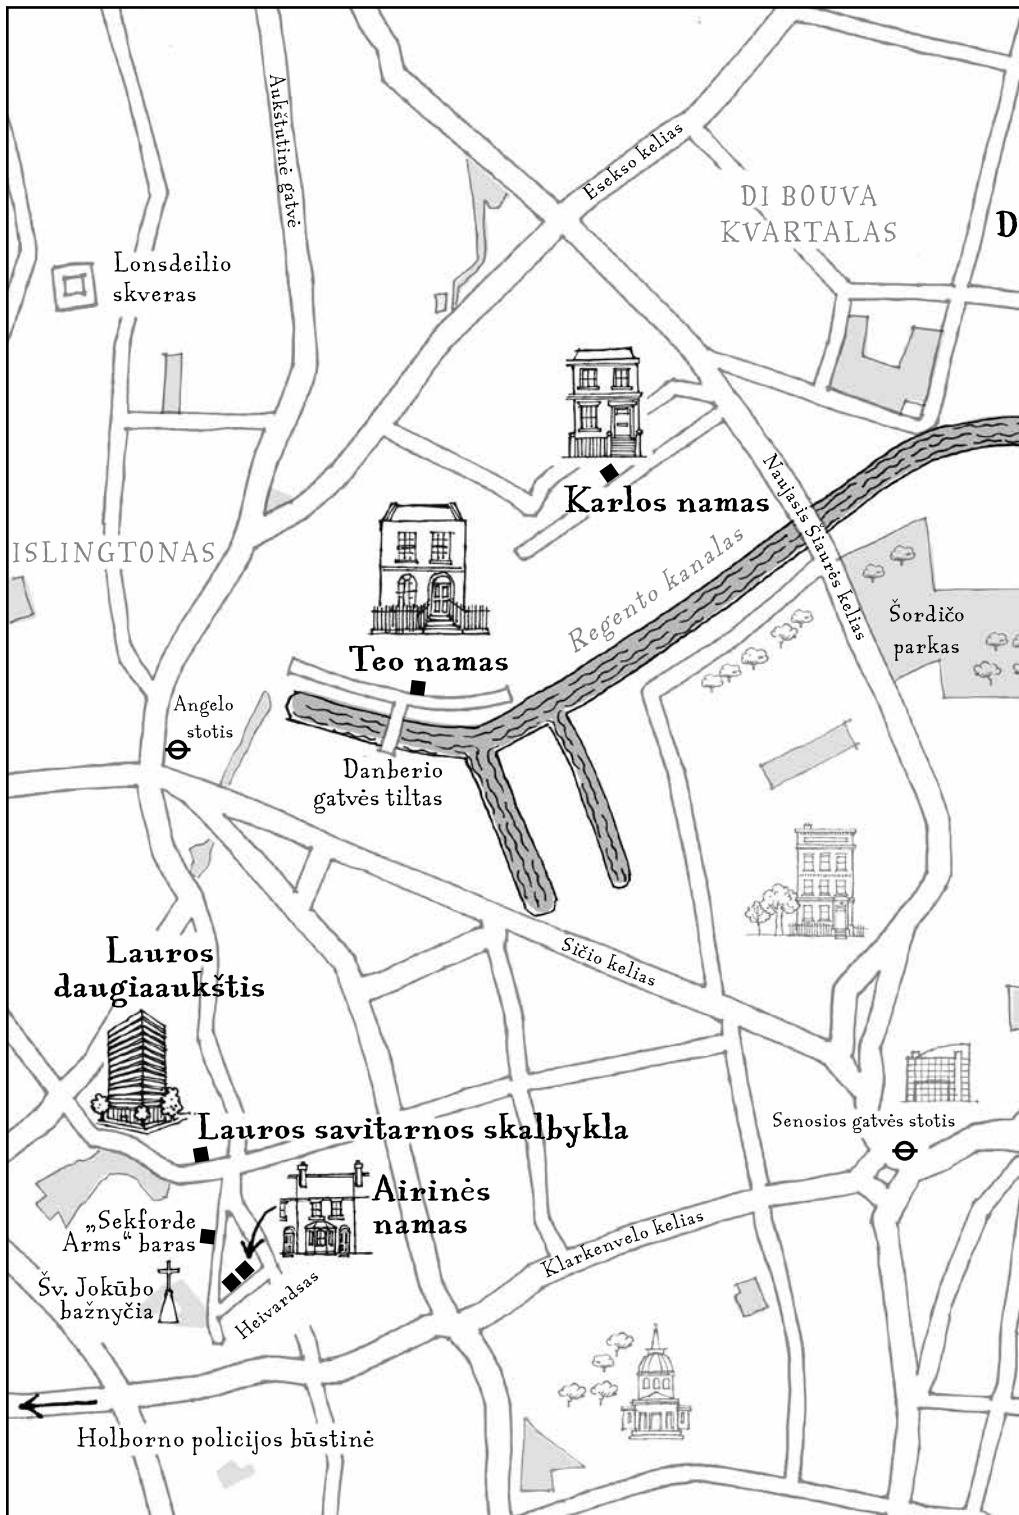 Aukštutinė gatvė
Esekso kelias
DI BOUVA
KVARTALAS
D
Lonsdeilio
skveras
Karlos namas
Naujasis Šiaurės kelias
ISLINGTONAS
Regento kanalas
Šordičo
parkas
Teo namas
Angelo
stotis
Danberio
gatvės tiltas
Lauros
daugiaaukštis
Sičio kelias
Senosios gatvės stotis
Lauros savitarnos skalbykla
Airinės
namas
„Sekforde
Arms“ baras
Šv. Jokūbo
bažnyčia
Heivardsas
Klarkenvelo kelias
Holborno policijos būstinė